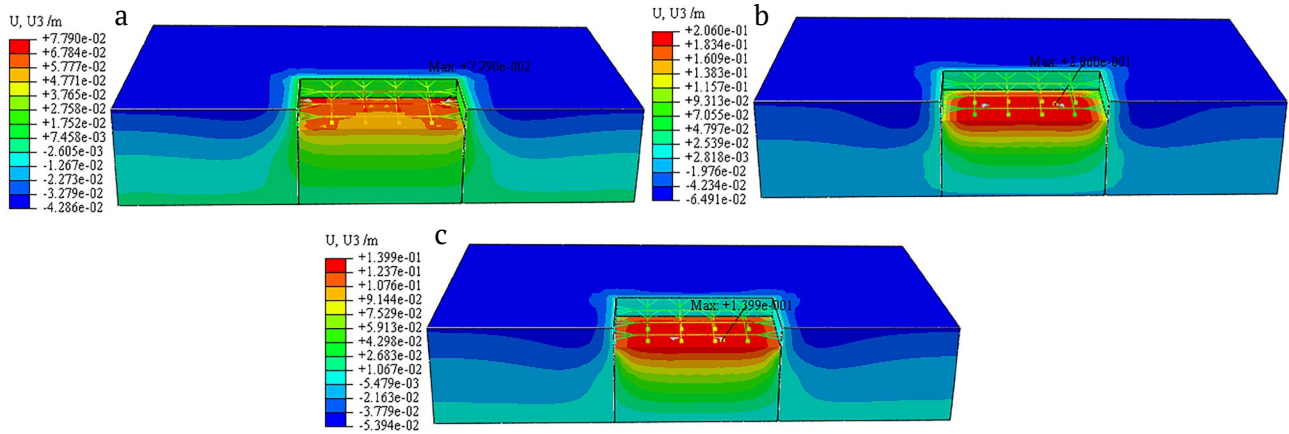 a
U, U3 /m
+7.790e-02
+6.784e-02
+5.777e-02
+4.771e-02
+3.765e-02
+2.758e-02
+1.752e-02
+7.458e-03
-2.605e-03
-1.267e-02
-2.273e-02
-3.279e-02
-4.286e-02
Max: +7.790e-002
b
U, U3 /m
+2.060e-01
+1.834e-01
+1.609e-01
+1.383e-01
+1.157e-01
+9.313e-02
+7.055e-02
+4.797e-02
+2.539e-02
+2.818e-03
-1.976e-02
-4.234e-02
-6.491e-02
Max: +2.060e-001
c
U, U3 /m
+1.399e-01
+1.237e-01
+1.076e-01
+9.144e-02
+7.529e-02
+5.913e-02
+4.298e-02
+2.683e-02
+1.067e-02
-5.479e-03
-2.163e-02
-3.779e-02
-5.394e-02
Max: +1.399e-001